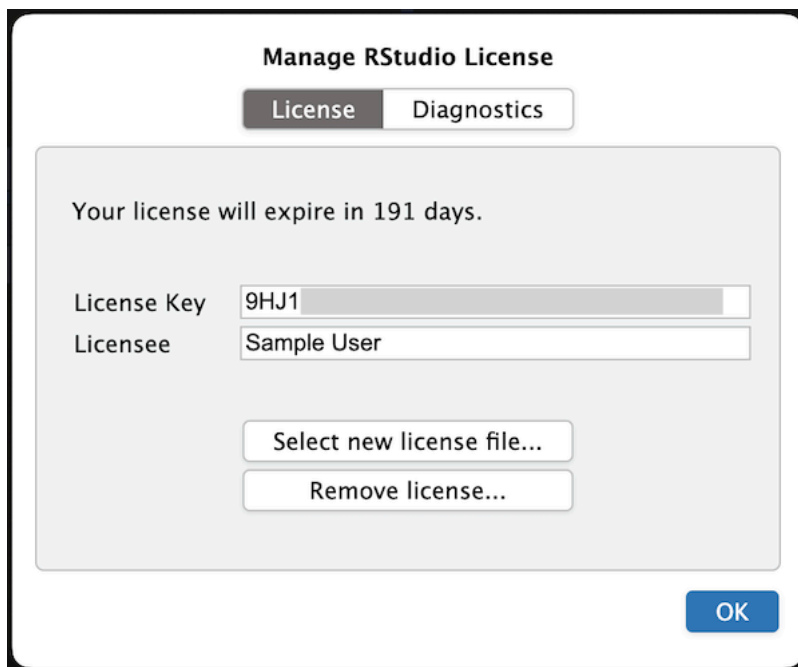 Manage RStudio License
License Diagnostics
Your license will expire in 191 days.
License Key 9HJ1
Licensee Sample User
Select new license file...
Remove license...
OK